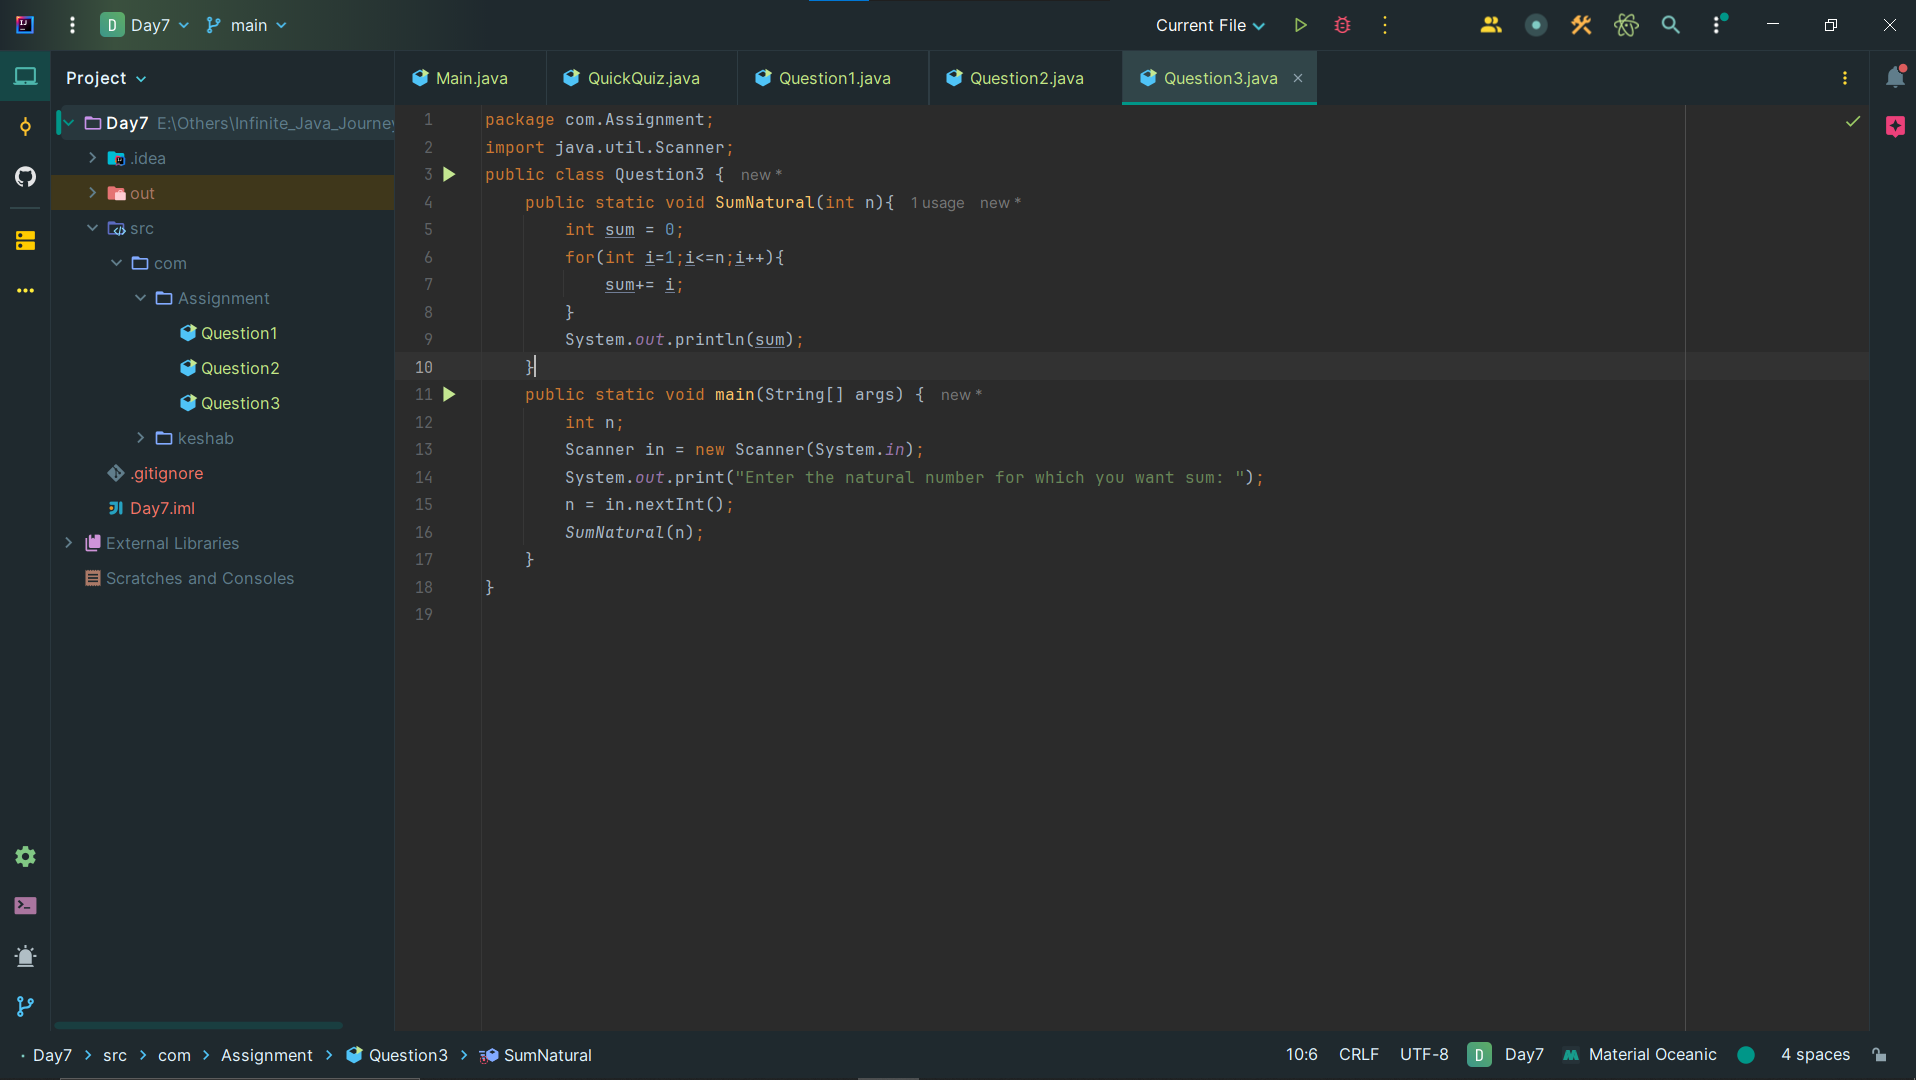 D Day7 main Current File
Project
Main.java QuickQuiz.java Question1.java Question2.java Question3.java
Day7 E:\Others\Infinite_Java_Journey
.idea
out
src
com
Assignment
Question1
Question2
Question3
keshab
.gitignore
Day7.iml
External Libraries
Scratches and Consoles
1 package com.Assignment;
2 import java.util.Scanner;
3 public class Question3 { new *
4 public static void SumNatural(int n){ 1 usage new *
5 int sum = 0;
6 for(int i=1;i<=n;i++){
7 sum+= i;
8 }
9 System.out.println(sum);
10 }
11 public static void main(String[] args) { new *
12 int n;
13 Scanner in = new Scanner(System.in);
14 System.out.print("Enter the natural number for which you want sum: ");
15 n = in.nextInt();
16 SumNatural(n);
17 }
18 }
19
Day7 > src > com > Assignment > Question3 > SumNatural 10:6 CRLF UTF-8 D Day7 Material Oceanic 4 spaces